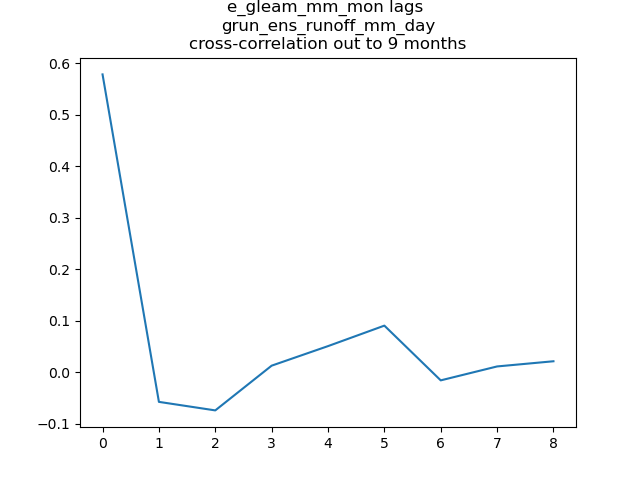 e_gleam_mm_mon lags
grun_ens_runoff_mm_day
cross-correlation out to 9 months
0.6
0.5
0.4
0.3
0.2
0.1
0.0
−0.1
0 1 2 3 4 5 6 7 8